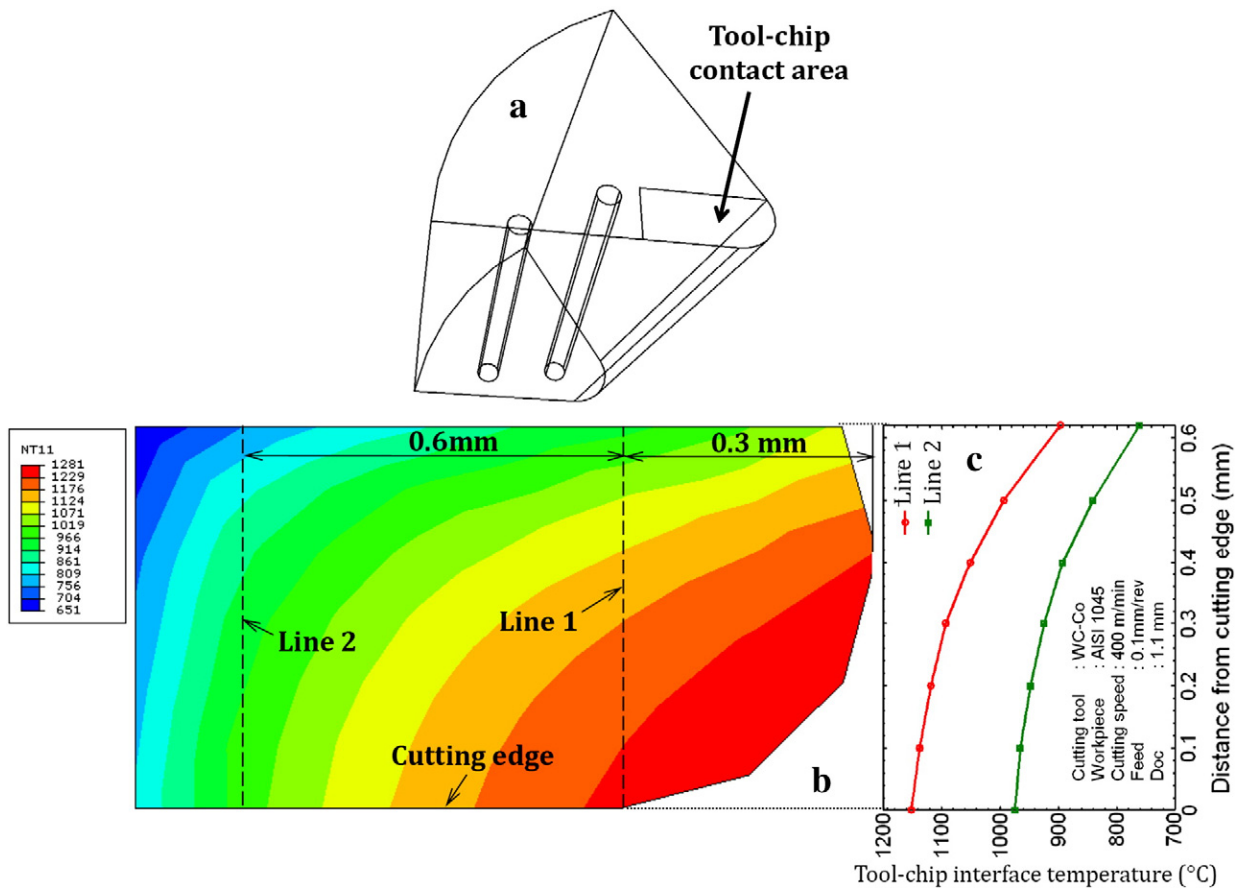 Tool-chip
contact area
a
NT11
1281
1229
1176
1124
1071
1019
966
914
861
809
756
704
651
0.6mm
0.3 mm
Line 2
Line 1
Cutting edge
b
c
Line 1
Line 2
Cutting tool : WC-Co
Workpiece : AISI 1045
Cutting speed : 400 m/min
Feed : 0.1mm/rev
Doc : 1.1 mm
0 0.1 0.2 0.3 0.4 0.5 0.6
Distance from cutting edge (mm)
1200 1100 1000 900 800 700
Tool-chip interface temperature (°C)